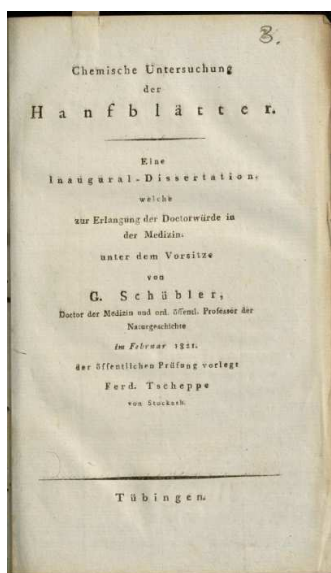 3.
Chemische Untersuchung
der
Hanfblätter.
Eine
Inaugural-Dissertation,
welche
zur Erlangung der Doctorwürde in
der Medizin.
unter dem Vorsitze
von
G. Schübler,
Doctor der Medizin und ord. öffentl. Professor der
Naturgeschichte
im Februar 1821.
der öffentlichen Prüfung vorlegt
Ferd. Tscheppe
von Stockach.
Tübingen.